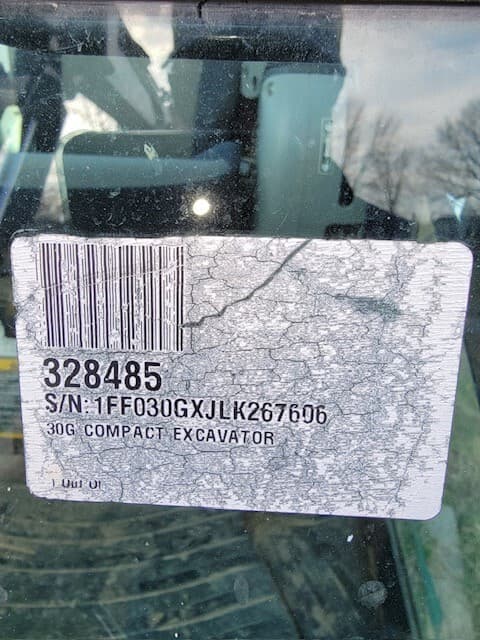 328485
S/N: 1FF030GXJLK267606
30G COMPACT EXCAVATOR